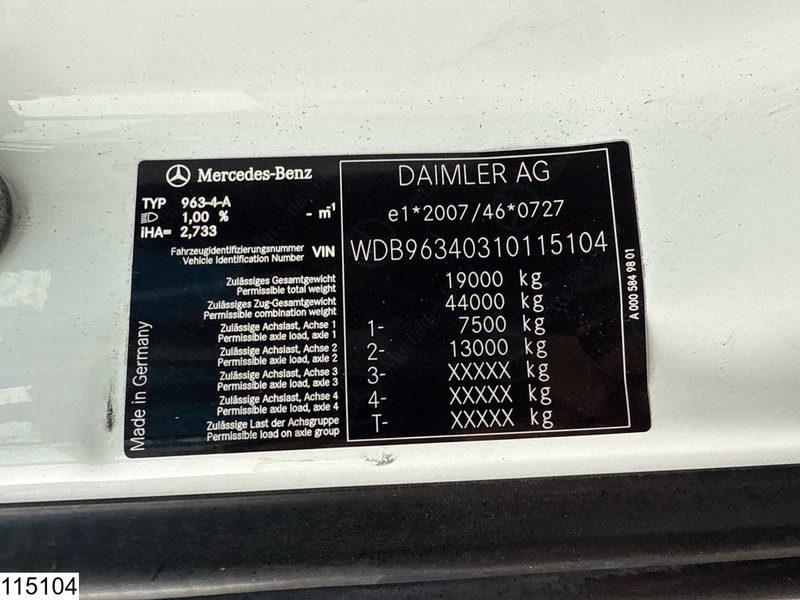 Mercedes-Benz
TYP 963-4-A
1,00 % - m⁻¹
iHA= 2,733
Fahrzeugidentifizierungsnummer
Vehicle Identification Number VIN
DAIMLER AG
e1*2007/46*0727
WDB96340310115104
Zulässiges Gesamtgewicht
Permissible total weight 19000 kg
Zulässiges Zug-Gesamtgewicht
Permissible combination weight 44000 kg
Zulässige Achslast, Achse 1
Permissible axle load, axle 1 1- 7500 kg
Zulässige Achslast, Achse 2
Permissible axle load, axle 2 2- 13000 kg
Zulässige Achslast, Achse 3
Permissible axle load, axle 3 3- XXXXX kg
Zulässige Achslast, Achse 4
Permissible axle load, axle 4 4- XXXXX kg
Zulässige Last der Achsgruppe
Permissible load on axle group T- XXXXX kg
Made in Germany
A 000 584 98 01
115104